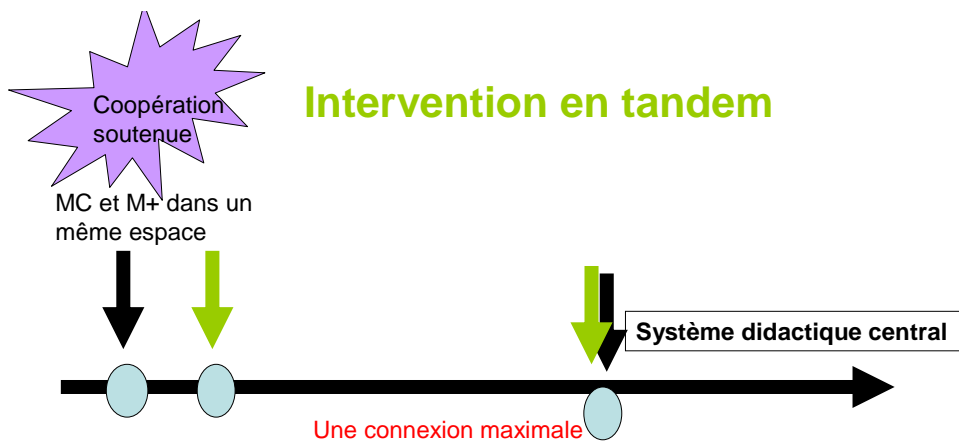 Coopération
soutenue
Intervention en tandem
MC et M+ dans un
même espace
Système didactique central
Une connexion maximale